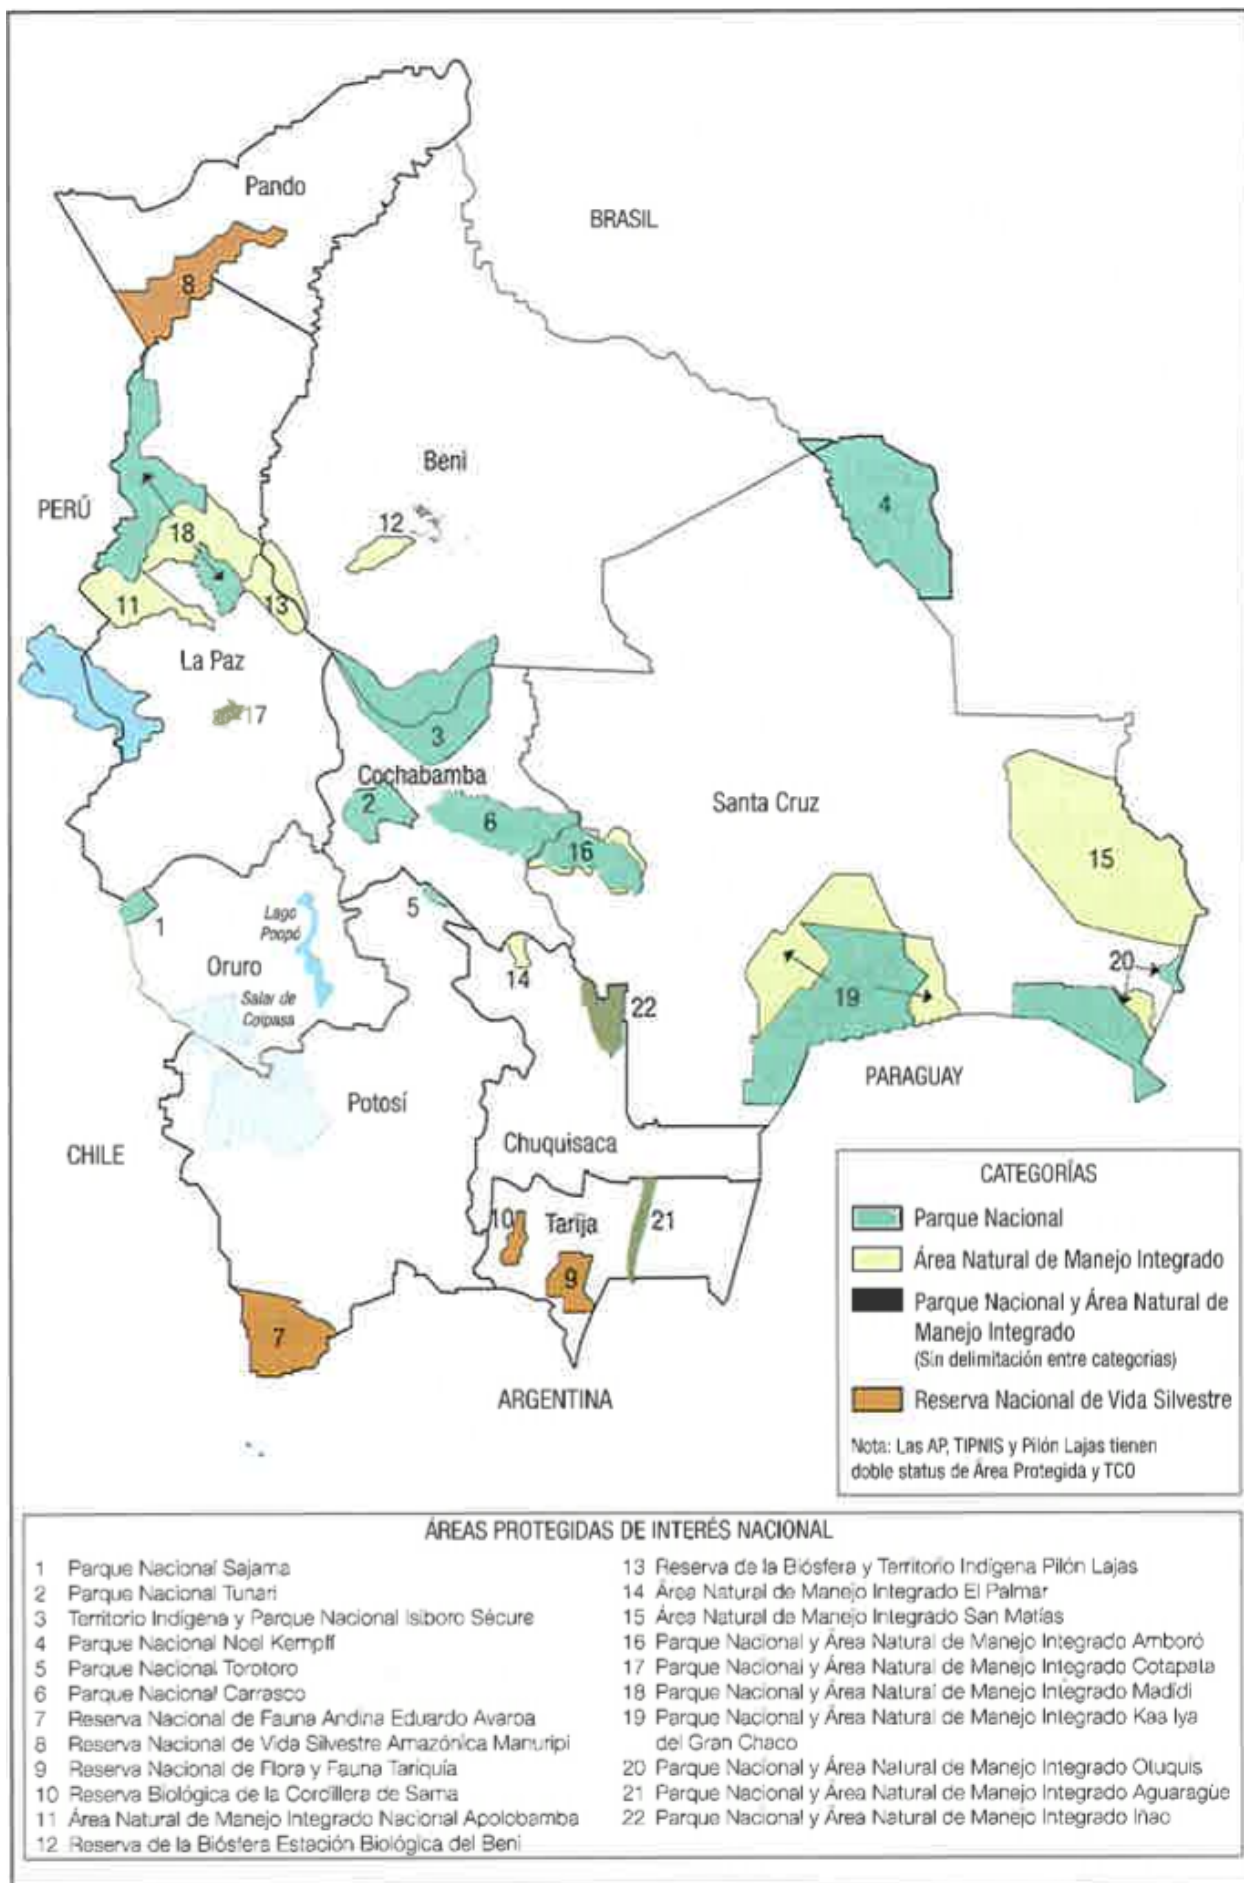 Pando
BRASIL
8
Beni
PERÚ
4
12
18
11
13
La Paz
17
3
Cochabamba
2
6
Santa Cruz
16
15
1
5
Lago
Poopó
Oruro
14
20
Salar de
Coipasa
22
19
PARAGUAY
Potosí
CHILE
Chuquisaca
10
Tarija
21
9
7
ARGENTINA
CATEGORÍAS
Parque Nacional
Área Natural de Manejo Integrado
Parque Nacional y Área Natural de
Manejo Integrado
(Sin delimitación entre categorias)
Reserva Nacional de Vida Silvestre
Nota: Las AP, TIPNIS y Pilón Lajas tienen
doble status de Área Protegida y TCO
ÁREAS PROTEGIDAS DE INTERÉS NACIONAL
1 Parque Nacional Sajama
2 Parque Nacional Tunari
3 Territorio Indígena y Parque Nacional Isiboro Sécure
4 Parque Nacional Noel Kempff
5 Parque Nacional Torotoro
6 Parque Nacional Carrasco
7 Reserva Nacional de Fauna Andina Eduardo Avaroa
8 Reserva Nacional de Vida Silvestre Amazónica Manuripi
9 Reserva Nacional de Flora y Fauna Tariquía
10 Reserva Biológica de la Cordillera de Sama
11 Área Natural de Manejo Integrado Nacional Apolobamba
12 Reserva de la Biósfera Estación Biológica del Beni
13 Reserva de la Biósfera y Territorio Indígena Pilón Lajas
14 Área Natural de Manejo Integrado El Palmar
15 Área Natural de Manejo Integrado San Matías
16 Parque Nacional y Área Natural de Manejo Integrado Amboró
17 Parque Nacional y Área Natural de Manejo Integrado Cotapata
18 Parque Nacional y Área Natural de Manejo Integrado Madidi
19 Parque Nacional y Área Natural de Manejo Integrado Kaa Iya
del Gran Chaco
20 Parque Nacional y Área Natural de Manejo Integrado Otuquis
21 Parque Nacional y Área Natural de Manejo Integrado Aguaragüe
22 Parque Nacional y Área Natural de Manejo Integrado Iñao